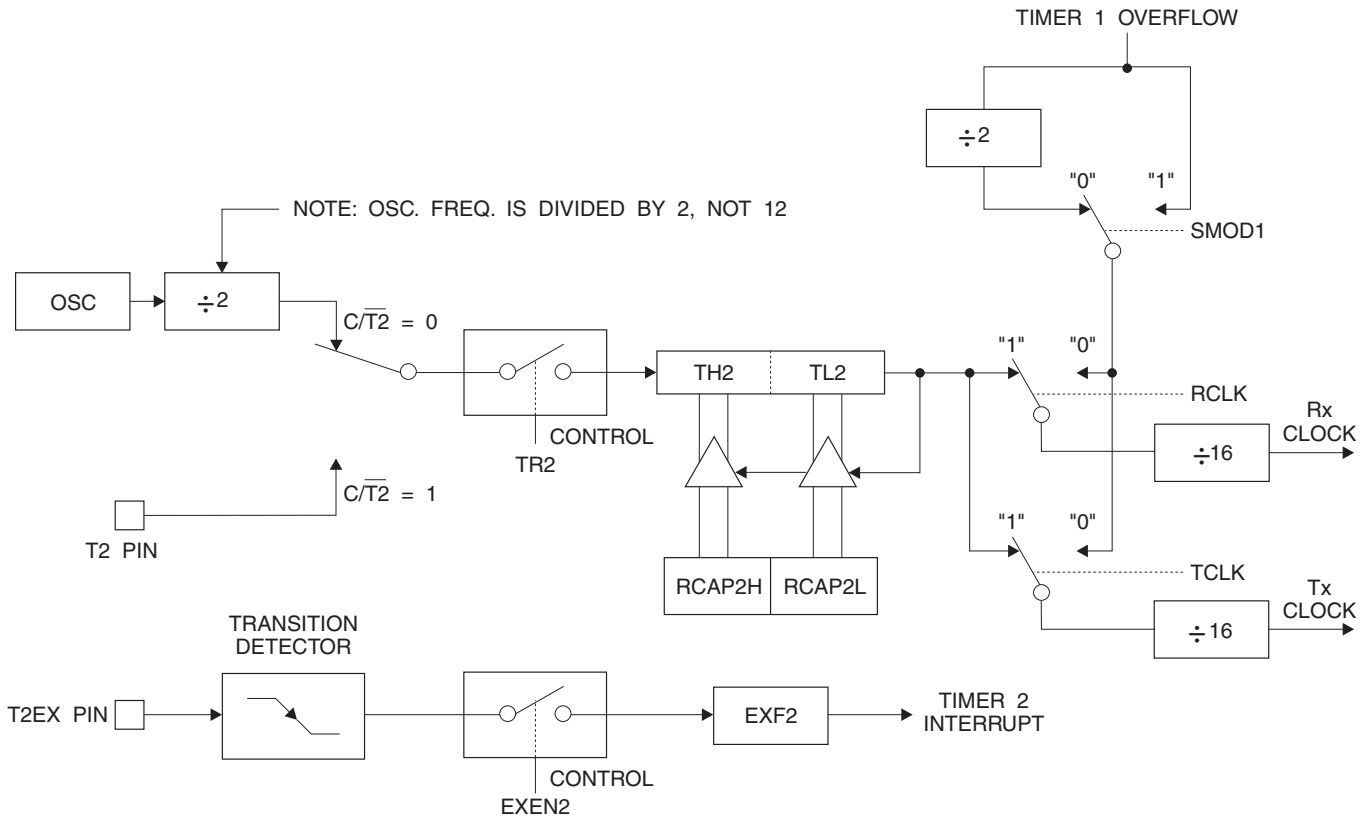 TIMER 1 OVERFLOW
÷2
"0" "1"
SMOD1
NOTE: OSC. FREQ. IS DIVIDED BY 2, NOT 12
OSC
÷2
C/T2 = 0
TH2 TL2
"1" "0"
RCLK
Rx
CLOCK
÷16
CONTROL
TR2
C/T2 = 1
T2 PIN
"1" "0"
RCAP2H RCAP2L
TCLK
Tx
CLOCK
÷16
TRANSITION
DETECTOR
T2EX PIN
EXF2
TIMER 2
INTERRUPT
CONTROL
EXEN2